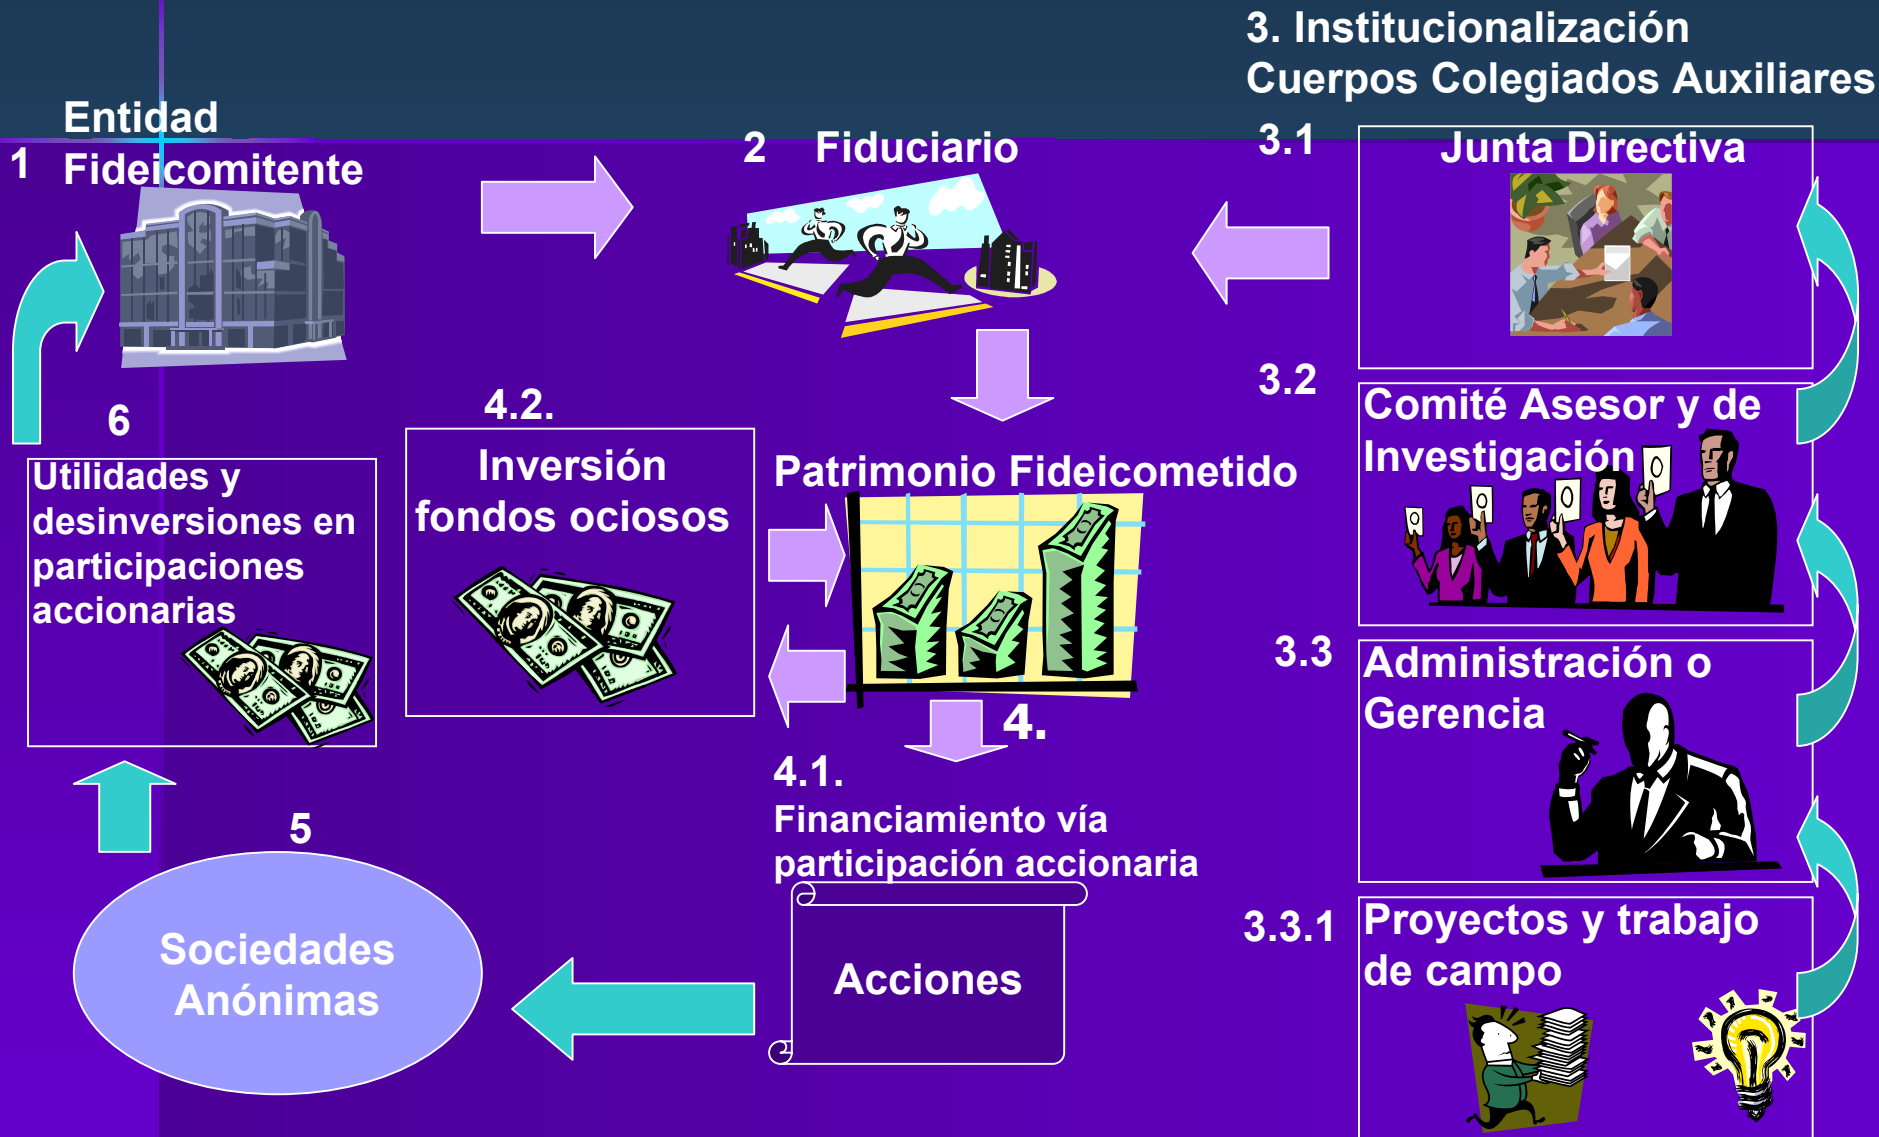 3. Institucionalización
Cuerpos Colegiados Auxiliares
Entidad
1 Fideicomitente
2 Fiduciario
3.1 Junta Directiva
3.2 Comité Asesor y de
Investigación
3.3 Administración o
Gerencia
3.3.1 Proyectos y trabajo
de campo
Patrimonio Fideicometido
4.
4.1.
Financiamiento vía
participación accionaria
Acciones
4.2.
Inversión
fondos ociosos
5
Sociedades
Anónimas
6
Utilidades y
desinversiones en
participaciones
accionarias